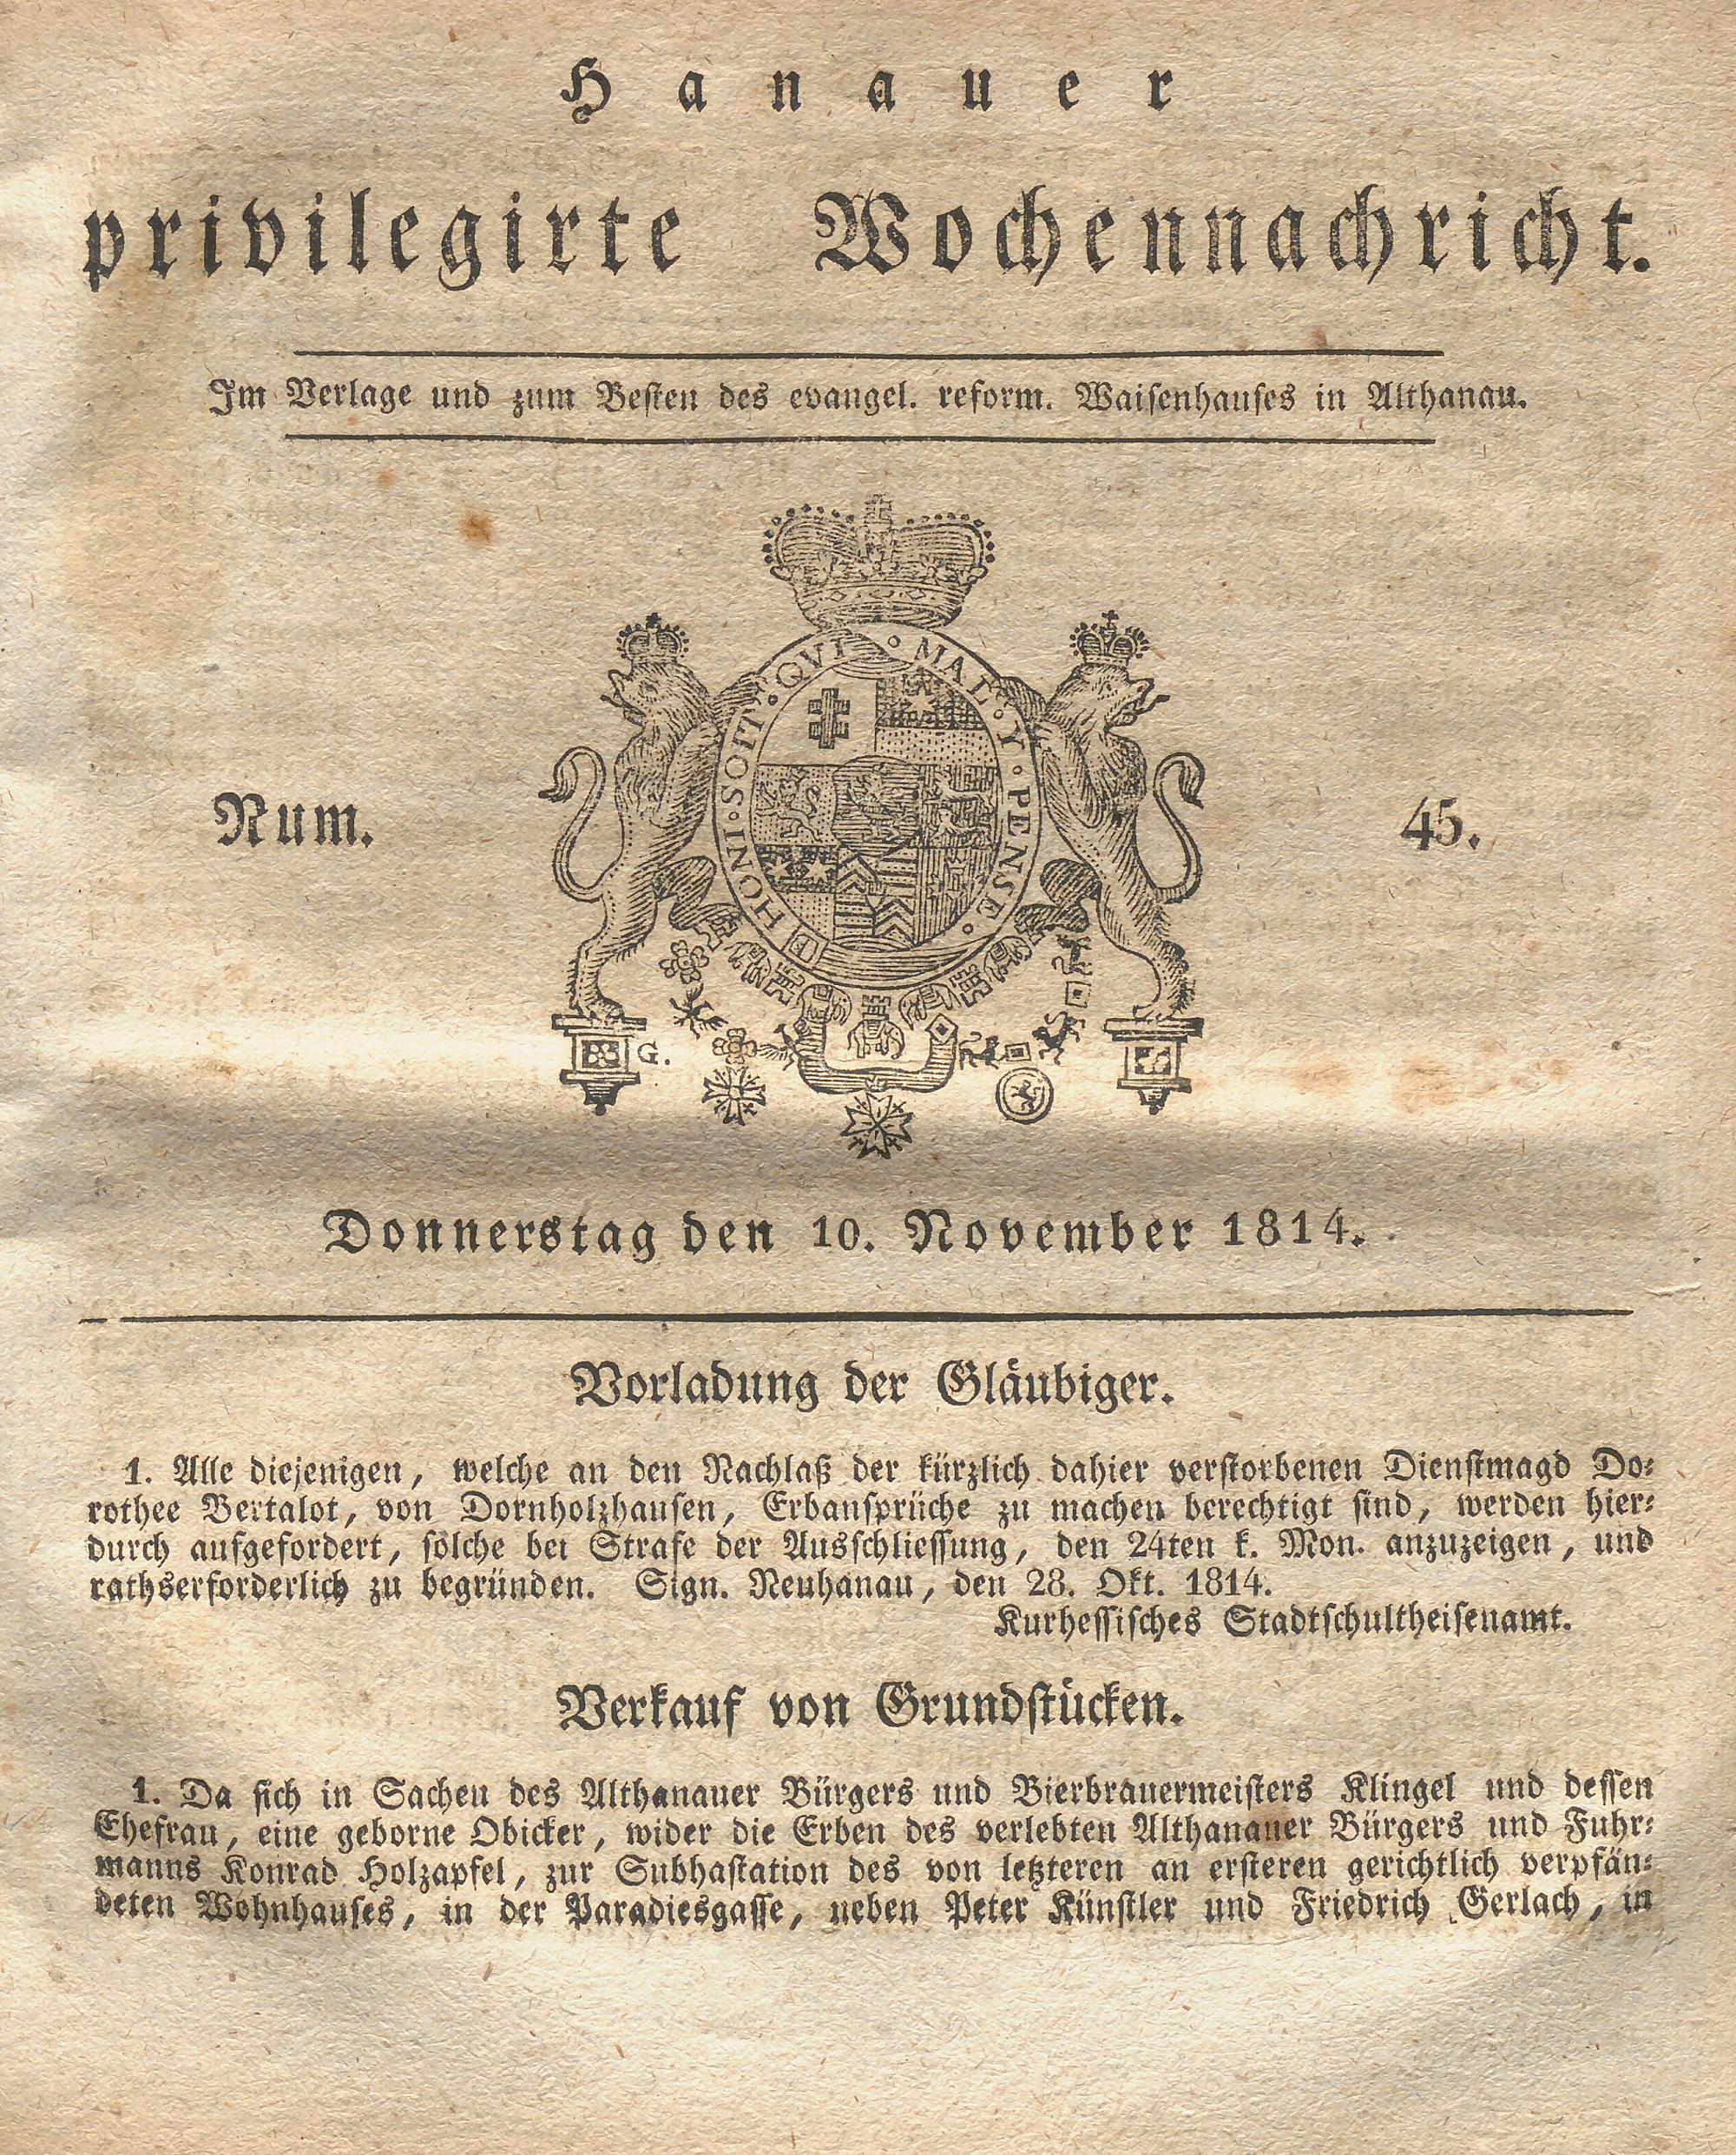 Hanauer
privilegirte Wochennachricht.
Im Verlage und zum Besten des evangel. reform. Waisenhauses in Althanau.
HONI·SOIT·QVI·MAL·Y·PENSE·
Num. 45.
G.
Donnerstag den 10. November 1814.
Vorladung der Gläubiger.
1. Alle diejenigen, welche an den Nachlaß der kürzlich dahier verstorbenen Dienstmagd Do⸗
rothee Bertalot, von Dornholzhausen, Erbansprüche zu machen berechtigt sind, werden hier⸗
durch aufgefordert, solche bei Strafe der Ausschliessung, den 24ten k. Mon. anzuzeigen, und
rathserforderlich zu begründen. Sign. Neuhanau, den 28. Okt. 1814.
Kurhessisches Stadtschultheisenamt.
Verkauf von Grundstücken.
1. Da sich in Sachen des Althanauer Bürgers und Bierbrauermeisters Klingel und dessen
Ehefrau, eine geborne Obicker, wider die Erben des verlebten Althanauer Bürgers und Fuhr⸗
manns Konrad Holzapfel, zur Subhastation des von letzteren an ersteren gerichtlich verpfän⸗
deten Wohnhauses, in der Paradiesgasse, neben Peter Künstler und Friedrich Gerlach, in